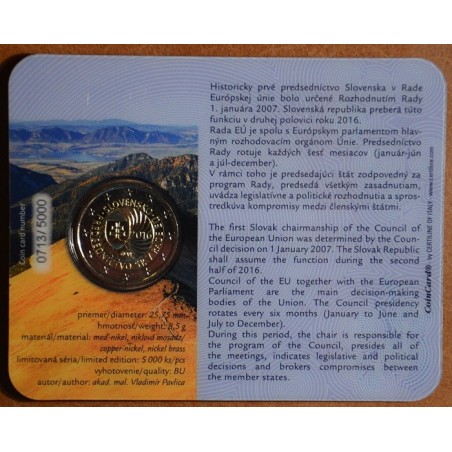 Historicky prvé predsedníctvo Slovenska v Rade
Európskej únie bolo určené Rozhodnutím Rady
1. januára 2007. Slovenská republika preberá túto
funkciu v druhej polovici roku 2016.
Rada EÚ je spolu s Európskym parlamentom hlav-
ným rozhodovacím orgánom Únie. Predsedníctvo
Rady rotuje každých šesť mesiacov (január-jún
a júl-december).
V rámci toho je predsedajúci štát zodpovedný za
program Rady, predsedá všetkým zasadnutiam,
uvádza legislatívne a politické rozhodnutia a spros-
tredkúva kompromisy medzi členskými štátmi.
The first Slovak chairmanship of the Council of
the European Union was determined by the Coun-
cil decision on 1 January 2007. The Slovak Republic
shall assume the function during the second
half of 2016.
Council of the EU together with the European
Parliament are the main decision-making
bodies of the Union. The Council presidency
rotates every six months (January to June and
July to December).
During this period, the chair is responsible for
the program of the Council, presides all of
the meetings, indicates legislative and political
decisions and brokers compromises between
the member states.
Coin card number
0713/5000
priemer/diameter: 25,75 mm
hmotnosť/weight: 8,5 g
materiál/material: meď-nikel, niklová mosadz/
copper-nickel, nickel brass
limitovaná séria/limited edition: 5 000 ks/pcs
vyhotovenie/quality: BU
autor/author: akad. mal. Vladimír Pavlica
CoinCard® by CERTILINE OF ITALY - www.certiline.com